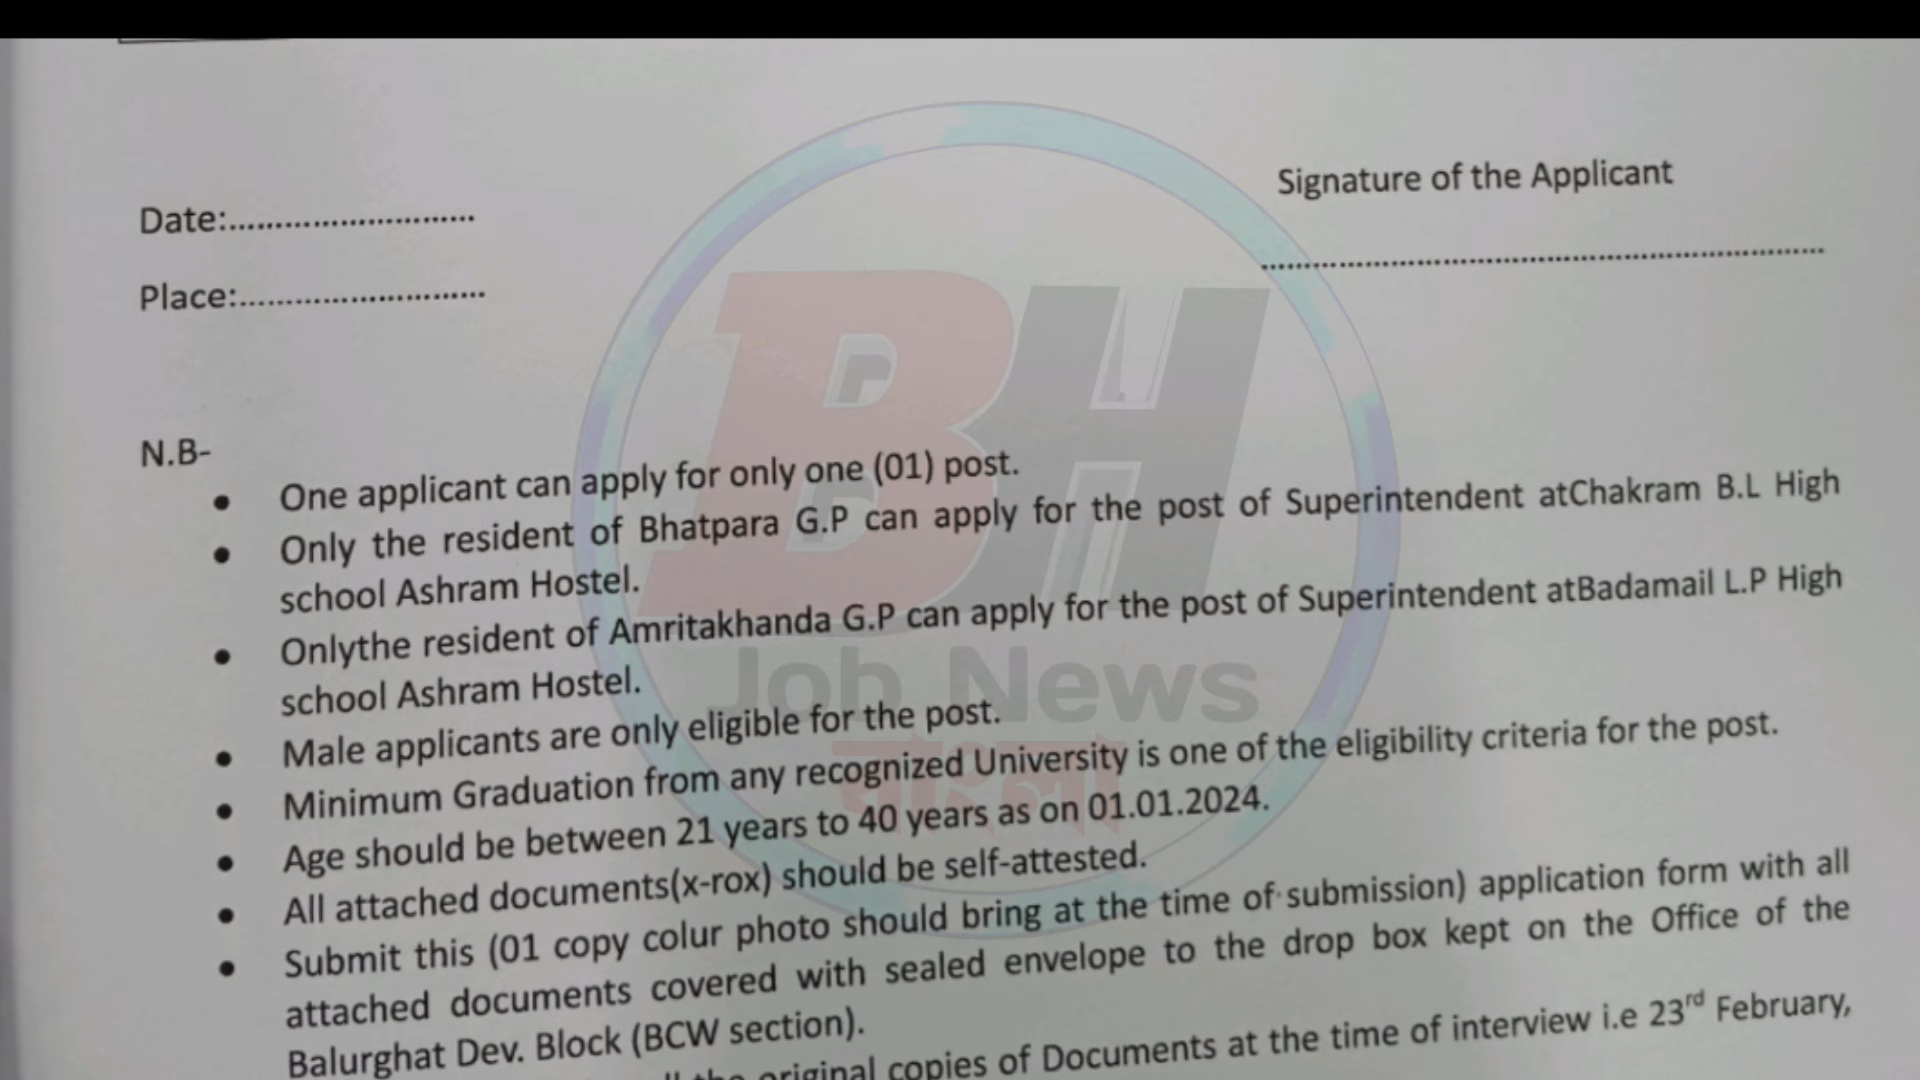 Signature of the Applicant
Date:...........................
............................................................
Place:...........................
N.B-
• One applicant can apply for only one (01) post.
• Only the resident of Bhatpara G.P can apply for the post of Superintendent atChakram B.L High
school Ashram Hostel.
• Onlythe resident of Amritakhanda G.P can apply for the post of Superintendent atBadamail L.P High
school Ashram Hostel.
• Male applicants are only eligible for the post.
• Minimum Graduation from any recognized University is one of the eligibility criteria for the post.
• Age should be between 21 years to 40 years as on 01.01.2024.
• All attached documents(x-rox) should be self-attested.
• Submit this (01 copy colur photo should bring at the time of submission) application form with all
attached documents covered with sealed envelope to the drop box kept on the Office of the
Balurghat Dev. Block (BCW section).
the original copies of Documents at the time of interview i.e 23rd February,
BH
Job News
বাংলা